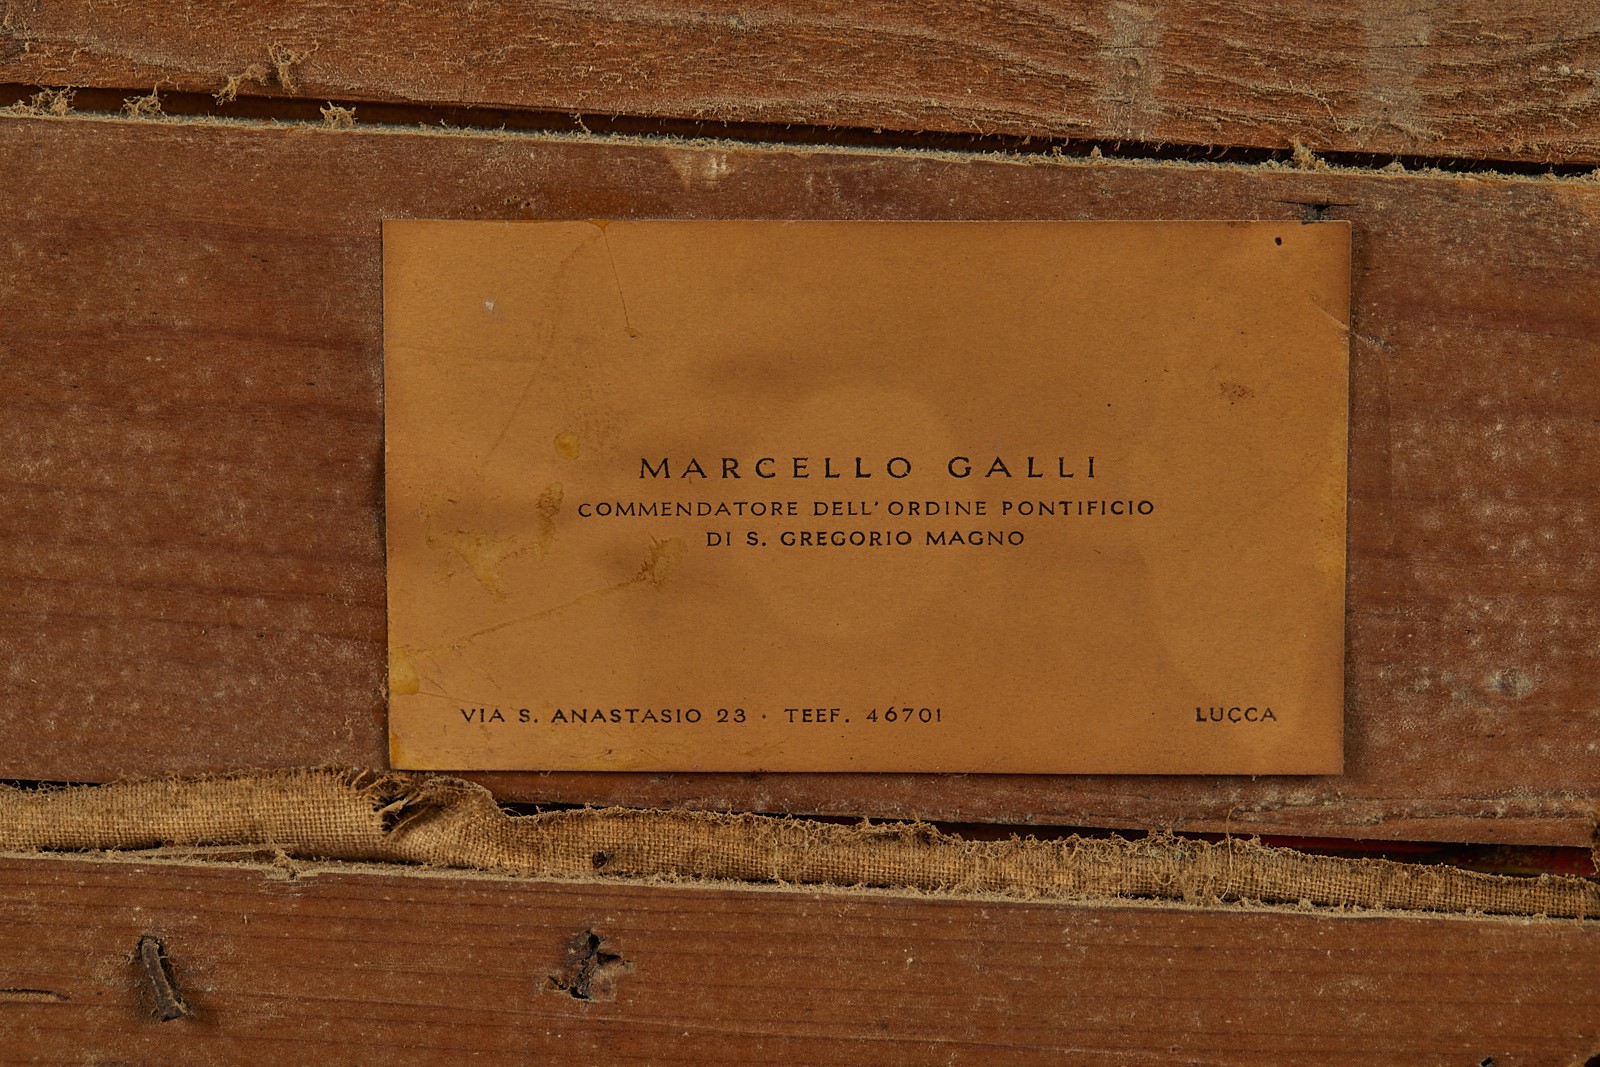 MARCELLO GALLI
COMMENDATORE DELL' ORDINE PONTIFICIO
DI S. GREGORIO MAGNO
VIA S. ANASTASIO 23 · TEEF. 46701 LUCCA